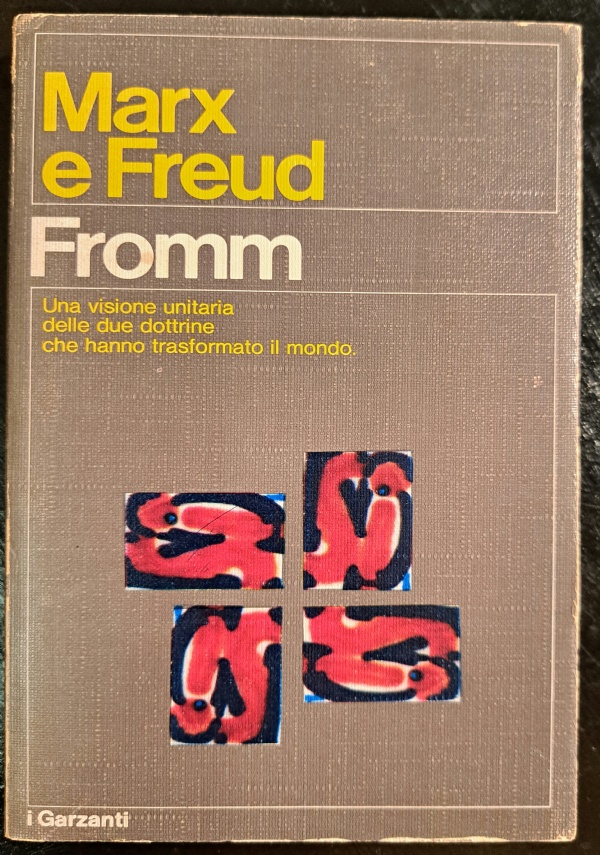 Marx
e Freud
Fromm
Una visione unitaria
delle due dottrine
che hanno trasformato il mondo.
i Garzanti